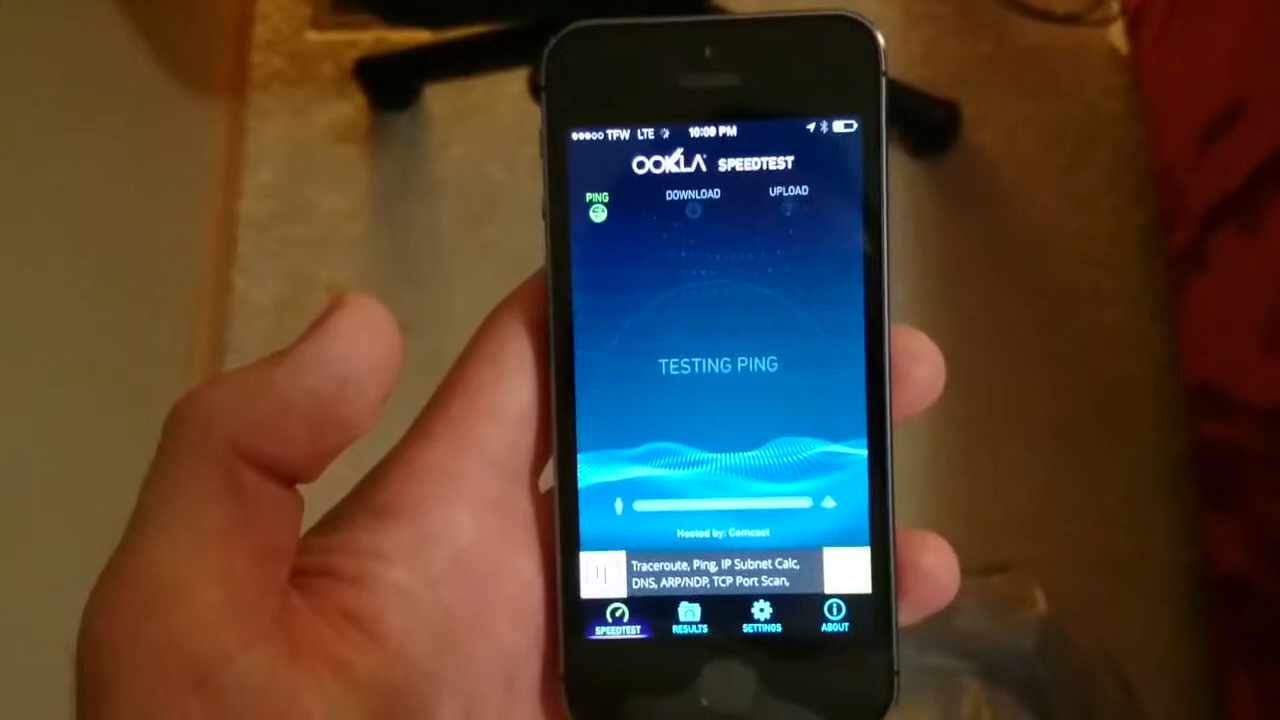 TFW LTE 10:09 PM
OOKLA SPEEDTEST
PING DOWNLOAD UPLOAD
TESTING PING
Hosted by: Comcast
Traceroute, Ping, IP Subnet Calc,
DNS, ARP/NDP, TCP Port Scan,
SPEEDTEST RESULTS SETTINGS ABOUT